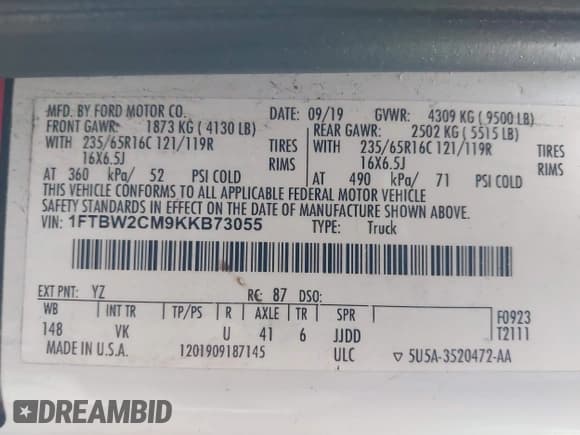 MFD. BY FORD MOTOR CO.
DATE: 09/19 GVWR: 4309 KG ( 9500 LB)
FRONT GAWR: 1873 KG ( 4130 LB)
REAR GAWR: 2502 KG ( 5515 LB)
WITH 235/65R16C 121/119R TIRES
WITH 235/65R16C 121/119R TIRES
16X6.5J RIMS
16X6.5J RIMS
AT 360 kPa/ 52 PSI COLD
AT 490 kPa/ 71 PSI COLD
THIS VEHICLE CONFORMS TO ALL APPLICABLE FEDERAL MOTOR VEHICLE
SAFETY STANDARDS IN EFFECT ON THE DATE OF MANUFACTURE SHOWN ABOVE.
VIN: 1FTBW2CM9KKB73055
TYPE: Truck
EXT PNT: YZ RC: 87 DSO:
WB INT TR TP/PS R AXLE TR SPR
F0923
148 VK U 41 6 JJDD
T2111
MADE IN U.S.A. 1201909187145 ULC ▽ 5U5A-3520472-AA
DREAMBID